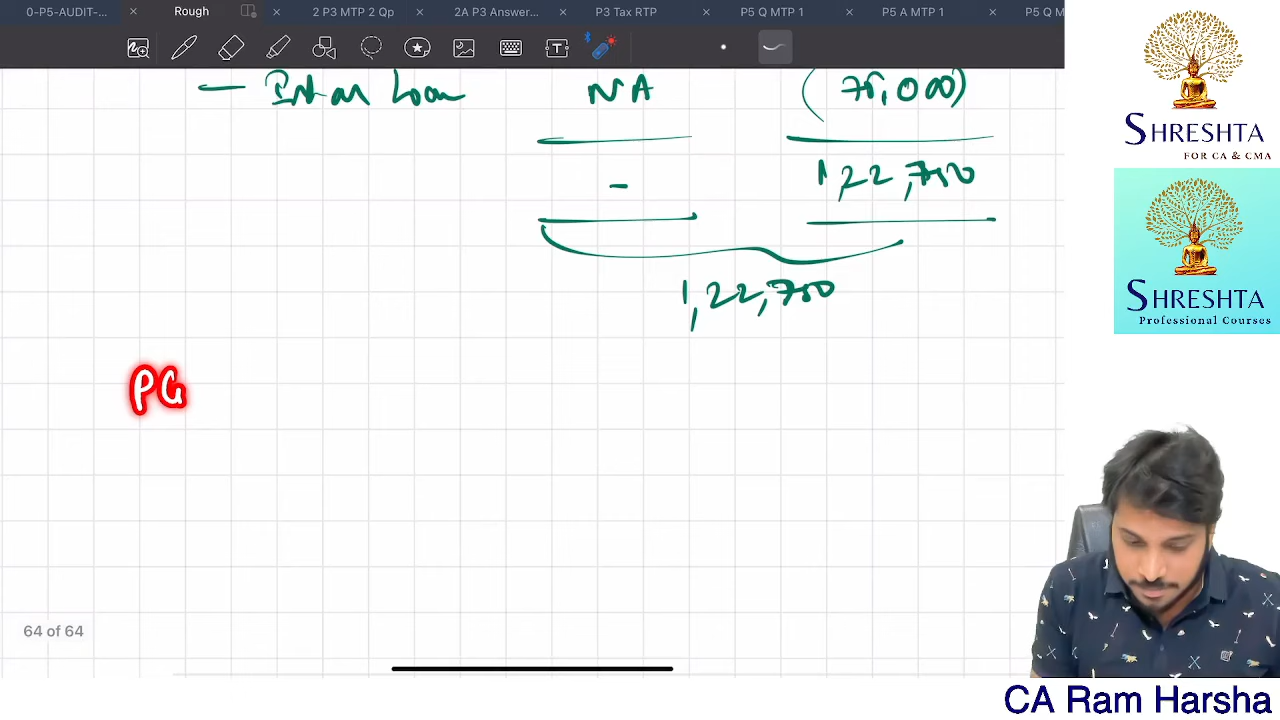 0-P5-AUDIT-... Rough 2 P3 MTP 2 Qp 2A P3 Answer... P3 Tax RTP P5 Q MTP 1 P5 A MTP 1 P5 Q M
— Int on Loan NA (75,000)
- 1,22,750
1,22,750
PG
64 of 64
SHRESHTA
FOR CA & CMA
SHRESHTA
Professional Courses
CA Ram Harsha